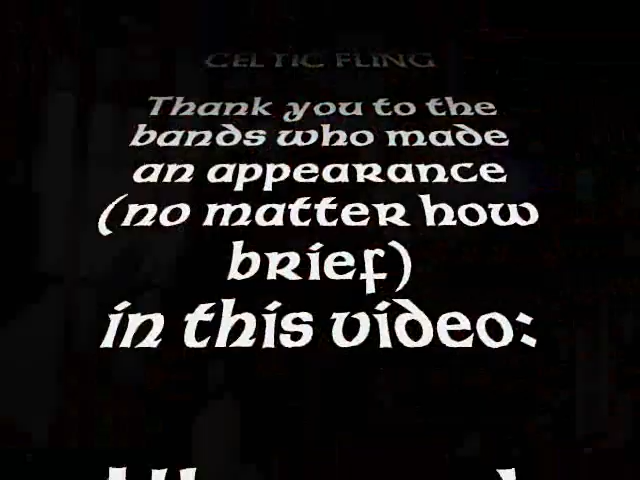 CELTIC FLING
Thank you to the
bands who made
an appearance
(no matter how
brief)
in this video: